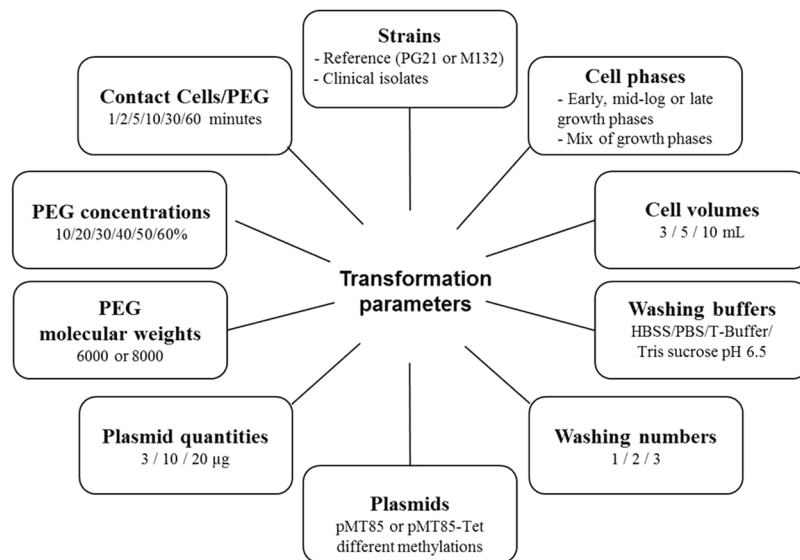 Strains
- Reference (PG21 or M132)
- Clinical isolates
Contact Cells/PEG
1/2/5/10/30/60 minutes
Cell phases
- Early, mid-log or late
growth phases
- Mix of growth phases
PEG concentrations
10/20/30/40/50/60%
Cell volumes
3 / 5 / 10 mL
Transformation
parameters
PEG
molecular weights
6000 or 8000
Washing buffers
HBSS/PBS/T-Buffer/
Tris sucrose pH 6.5
Plasmid quantities
3 / 10 / 20 µg
Washing numbers
1 / 2 / 3
Plasmids
pMT85 or pMT85-Tet
different methylations